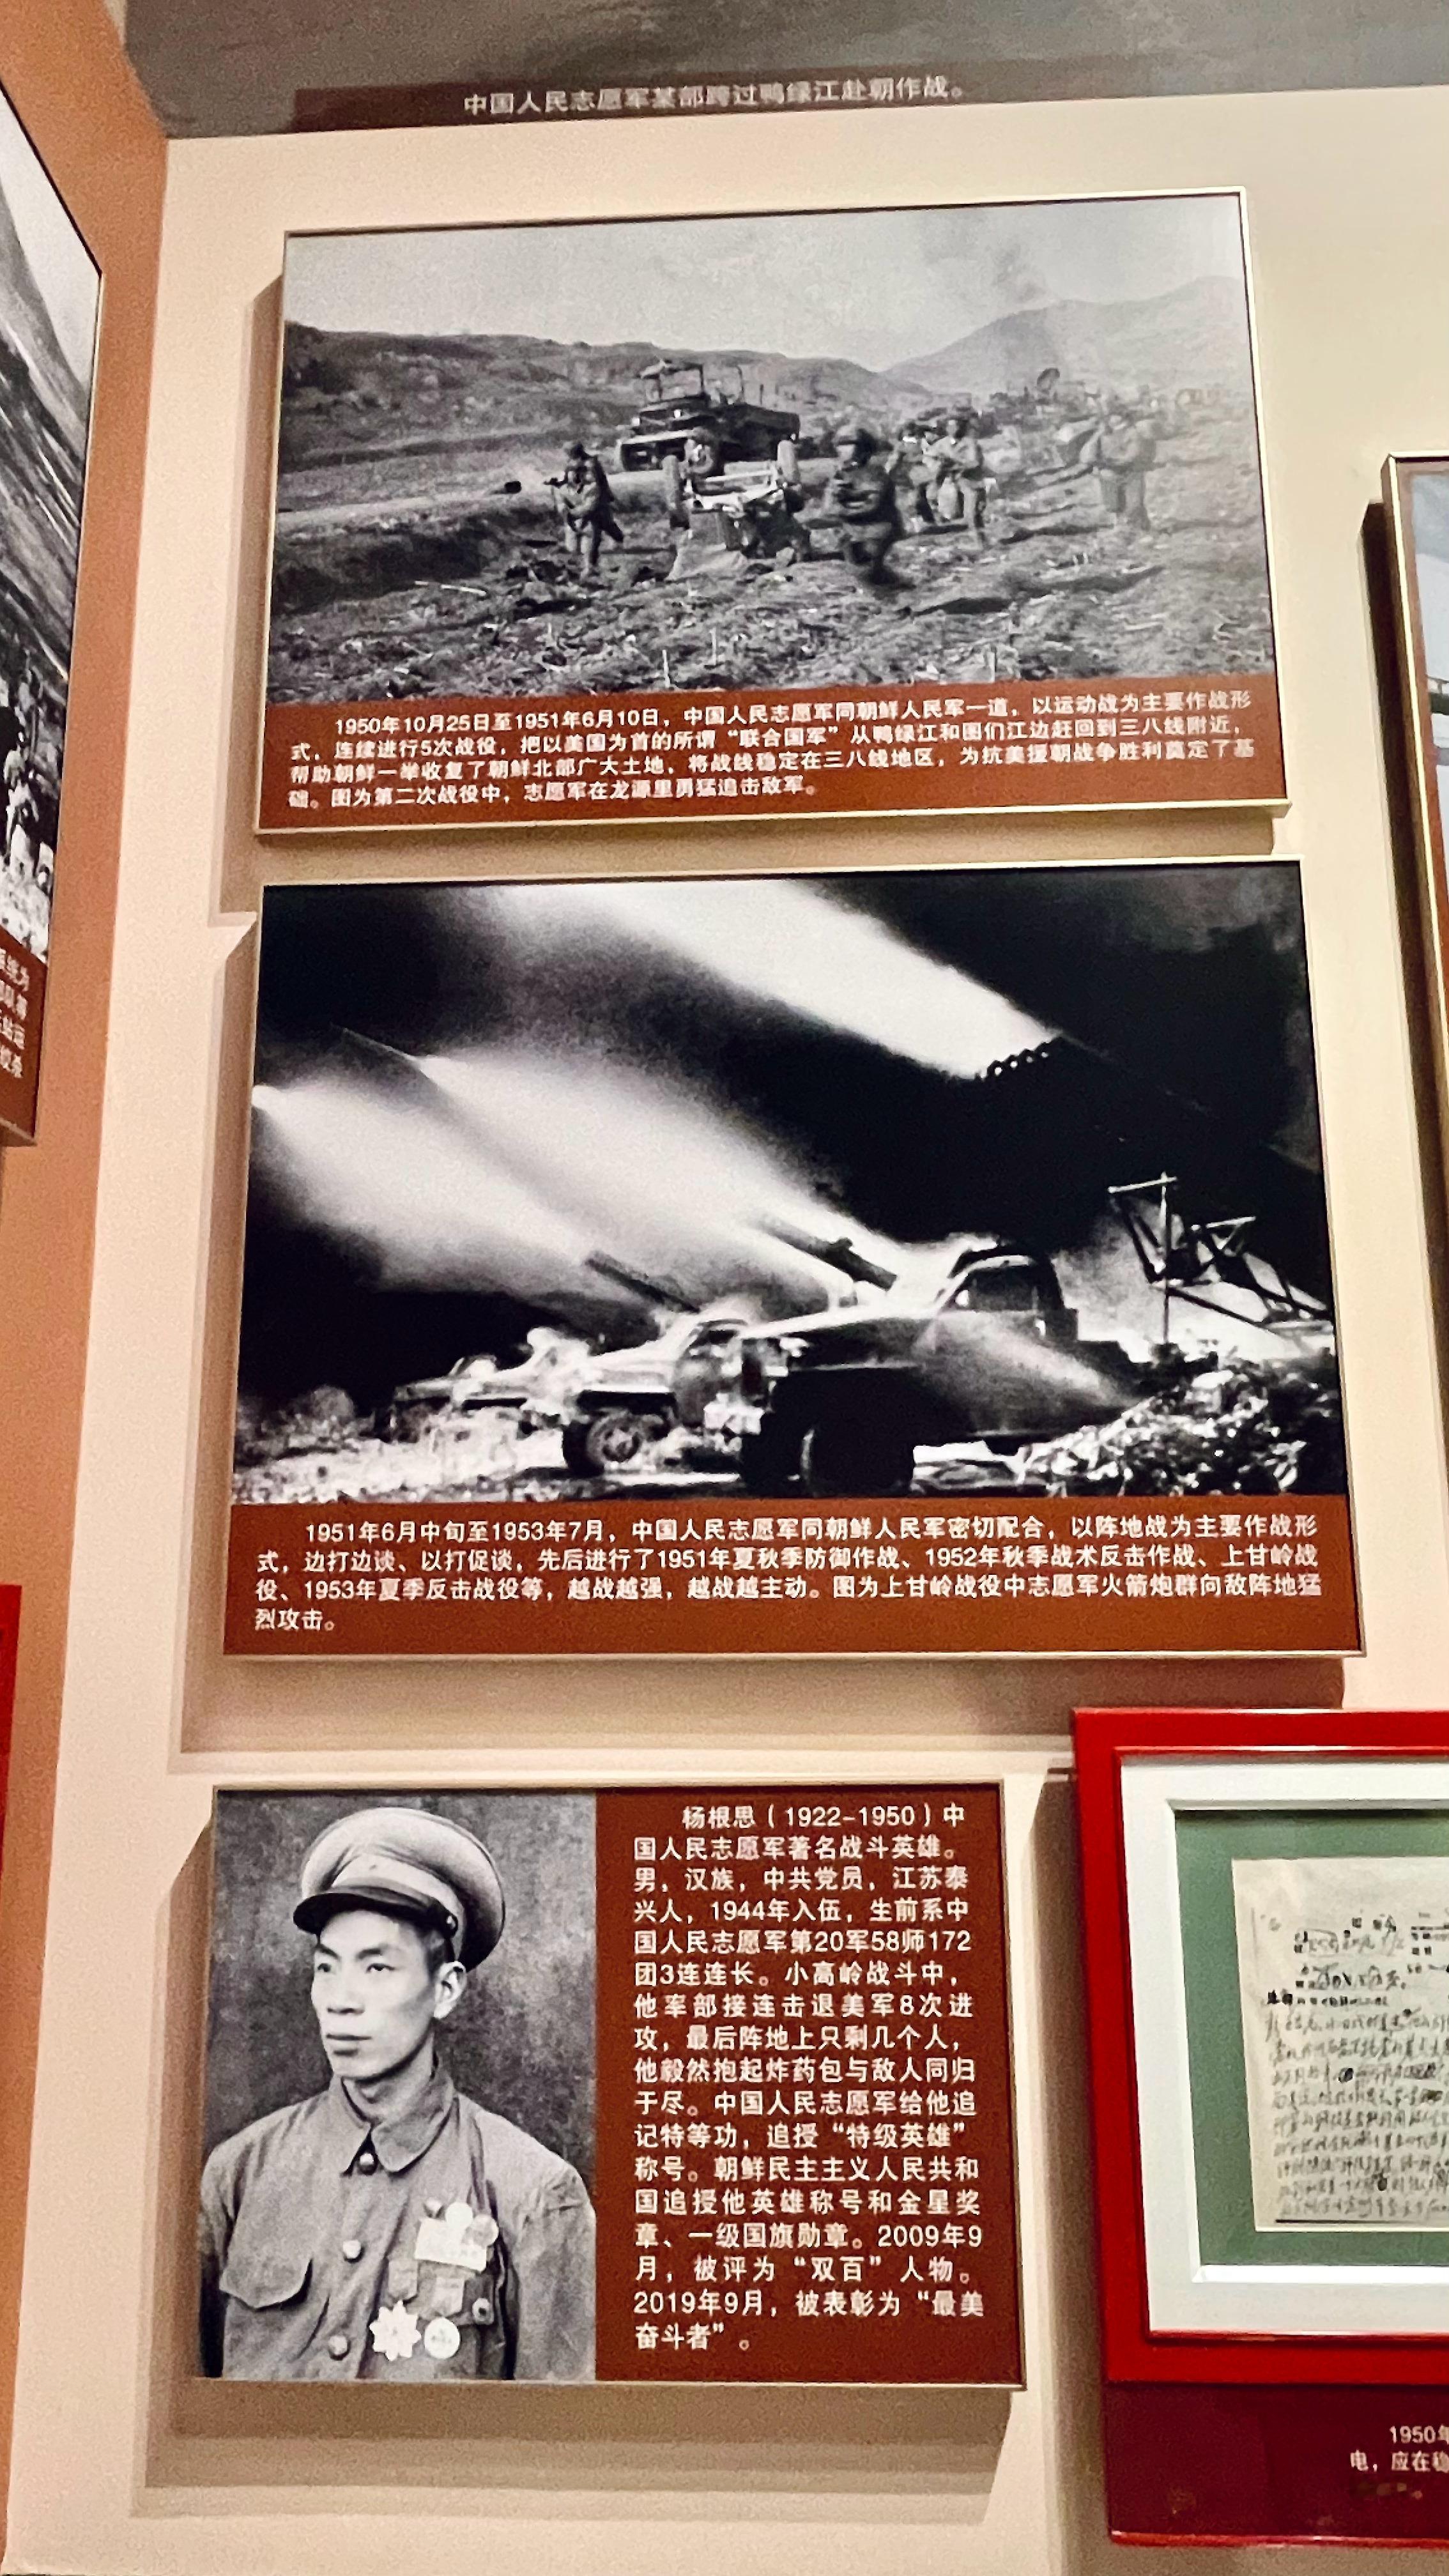 中国人民志愿军某部跨过鸭绿江赴朝作战。
1950年10月25日至1951年6月10日，中国人民志愿军同朝鲜人民军一道，以运动战为主要作战形
式，连续进行5次战役，把以美国为首的所谓“联合国军”从鸭绿江和图们江边赶回到三八线附近，
帮助朝鲜一举收复了朝鲜北部广大土地，将战线稳定在三八线地区，为抗美援朝战争胜利奠定了基
础。图为第二次战役中，志愿军在龙源里勇猛追击敌军。
1951年6月中旬至1953年7月，中国人民志愿军同朝鲜人民军密切配合，以阵地战为主要作战形
式，边打边谈、以打促谈，先后进行了1951年夏秋季防御作战、1952年秋季战术反击作战、上甘岭战
役、1953年夏季反击战役等，越战越强，越战越主动。图为上甘岭战役中志愿军火箭炮群向敌阵地猛
烈攻击。
杨根思（1922-1950）中
国人民志愿军著名战斗英雄。
男，汉族，中共党员，江苏泰
兴人，1944年入伍，生前系中
国人民志愿军第20军58师172
团3连连长。小高岭战斗中，
他率部接连击退美军8次进
攻，最后阵地上只剩几个人，
他毅然抱起炸药包与敌人同归
于尽。中国人民志愿军给他追
记特等功，追授“特级英雄”
称号。朝鲜民主主义人民共和
国追授他英雄称号和金星奖
章、一级国旗勋章。2009年9
月，被评为“双百”人物。
2019年9月，被表彰为“最美
奋斗者”。
1950年
电，应在稳